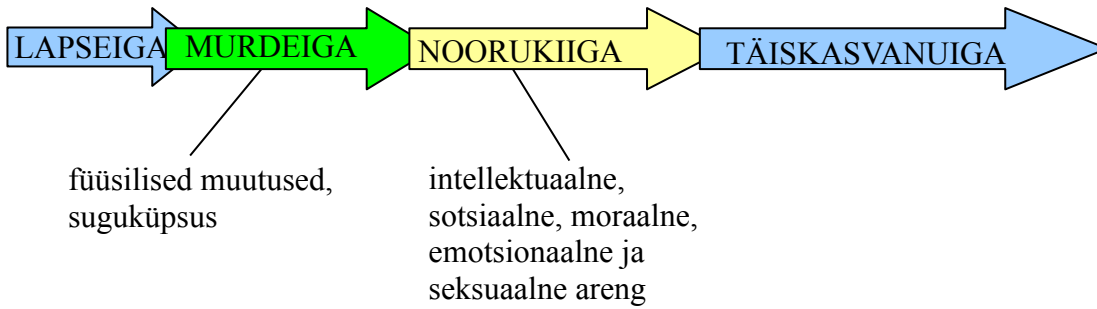 LAPSEIGA MURDEIGA NOORUKIIGA TÄISKASVANUIGA
füüsilised muutused,
suguküpsus
intellektuaalne,
sotsiaalne, moraalne,
emotsionaalne ja
seksuaalne areng